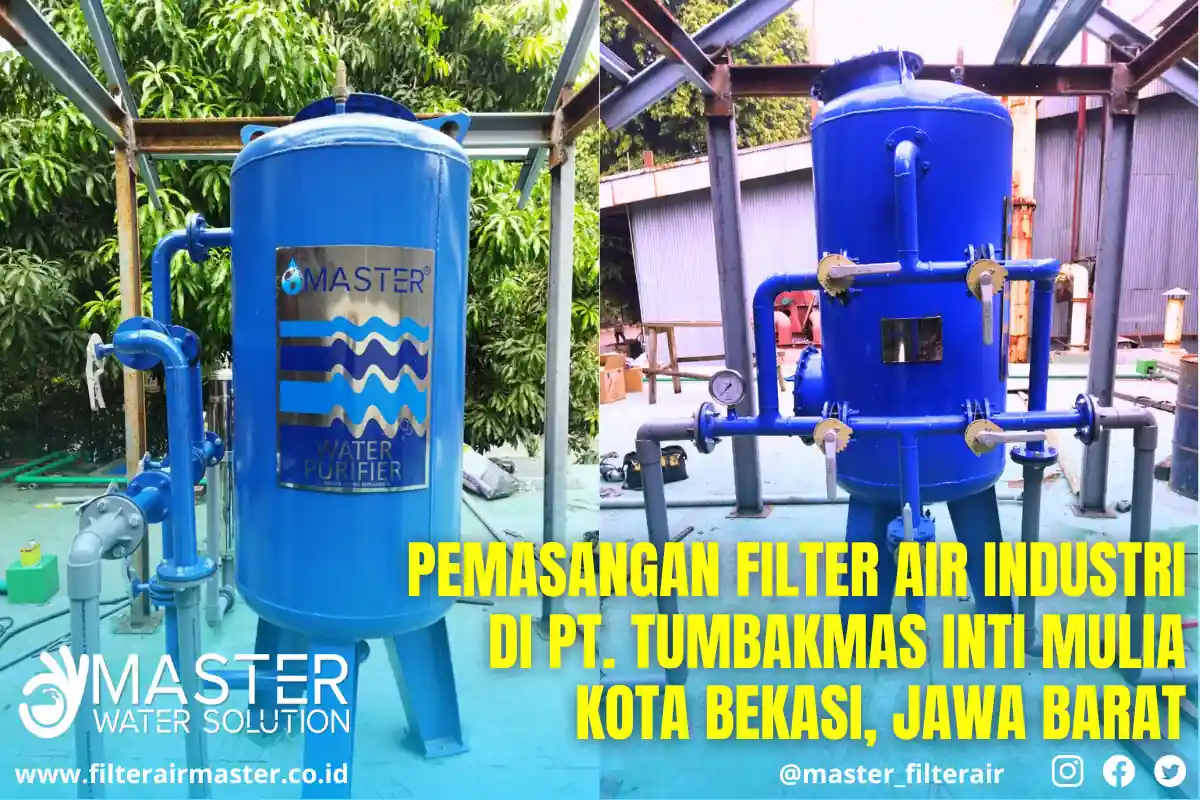 MASTER®
WATER
PURIFIER
PEMASANGAN FILTER AIR INDUSTRI
DI PT. TUMBAKMAS INTI MULIA
KOTA BEKASI, JAWA BARAT
MASTER
WATER SOLUTION
www.filterairmaster.co.id
@master_filterair